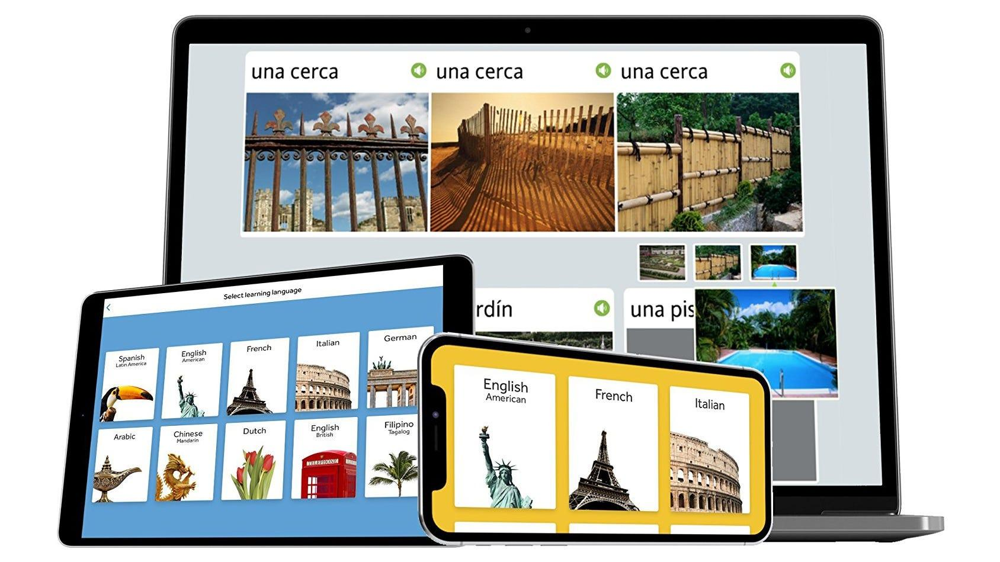 una cerca
una cerca
una cerca
rdín
una pis
Select learning language
Spanish
Latin America
English
American
French
Italian
German
Arabic
Chinese
Mandarin
Dutch
English
British
TELEPHONE
Filipino
Tagalog
English
American
French
Italian